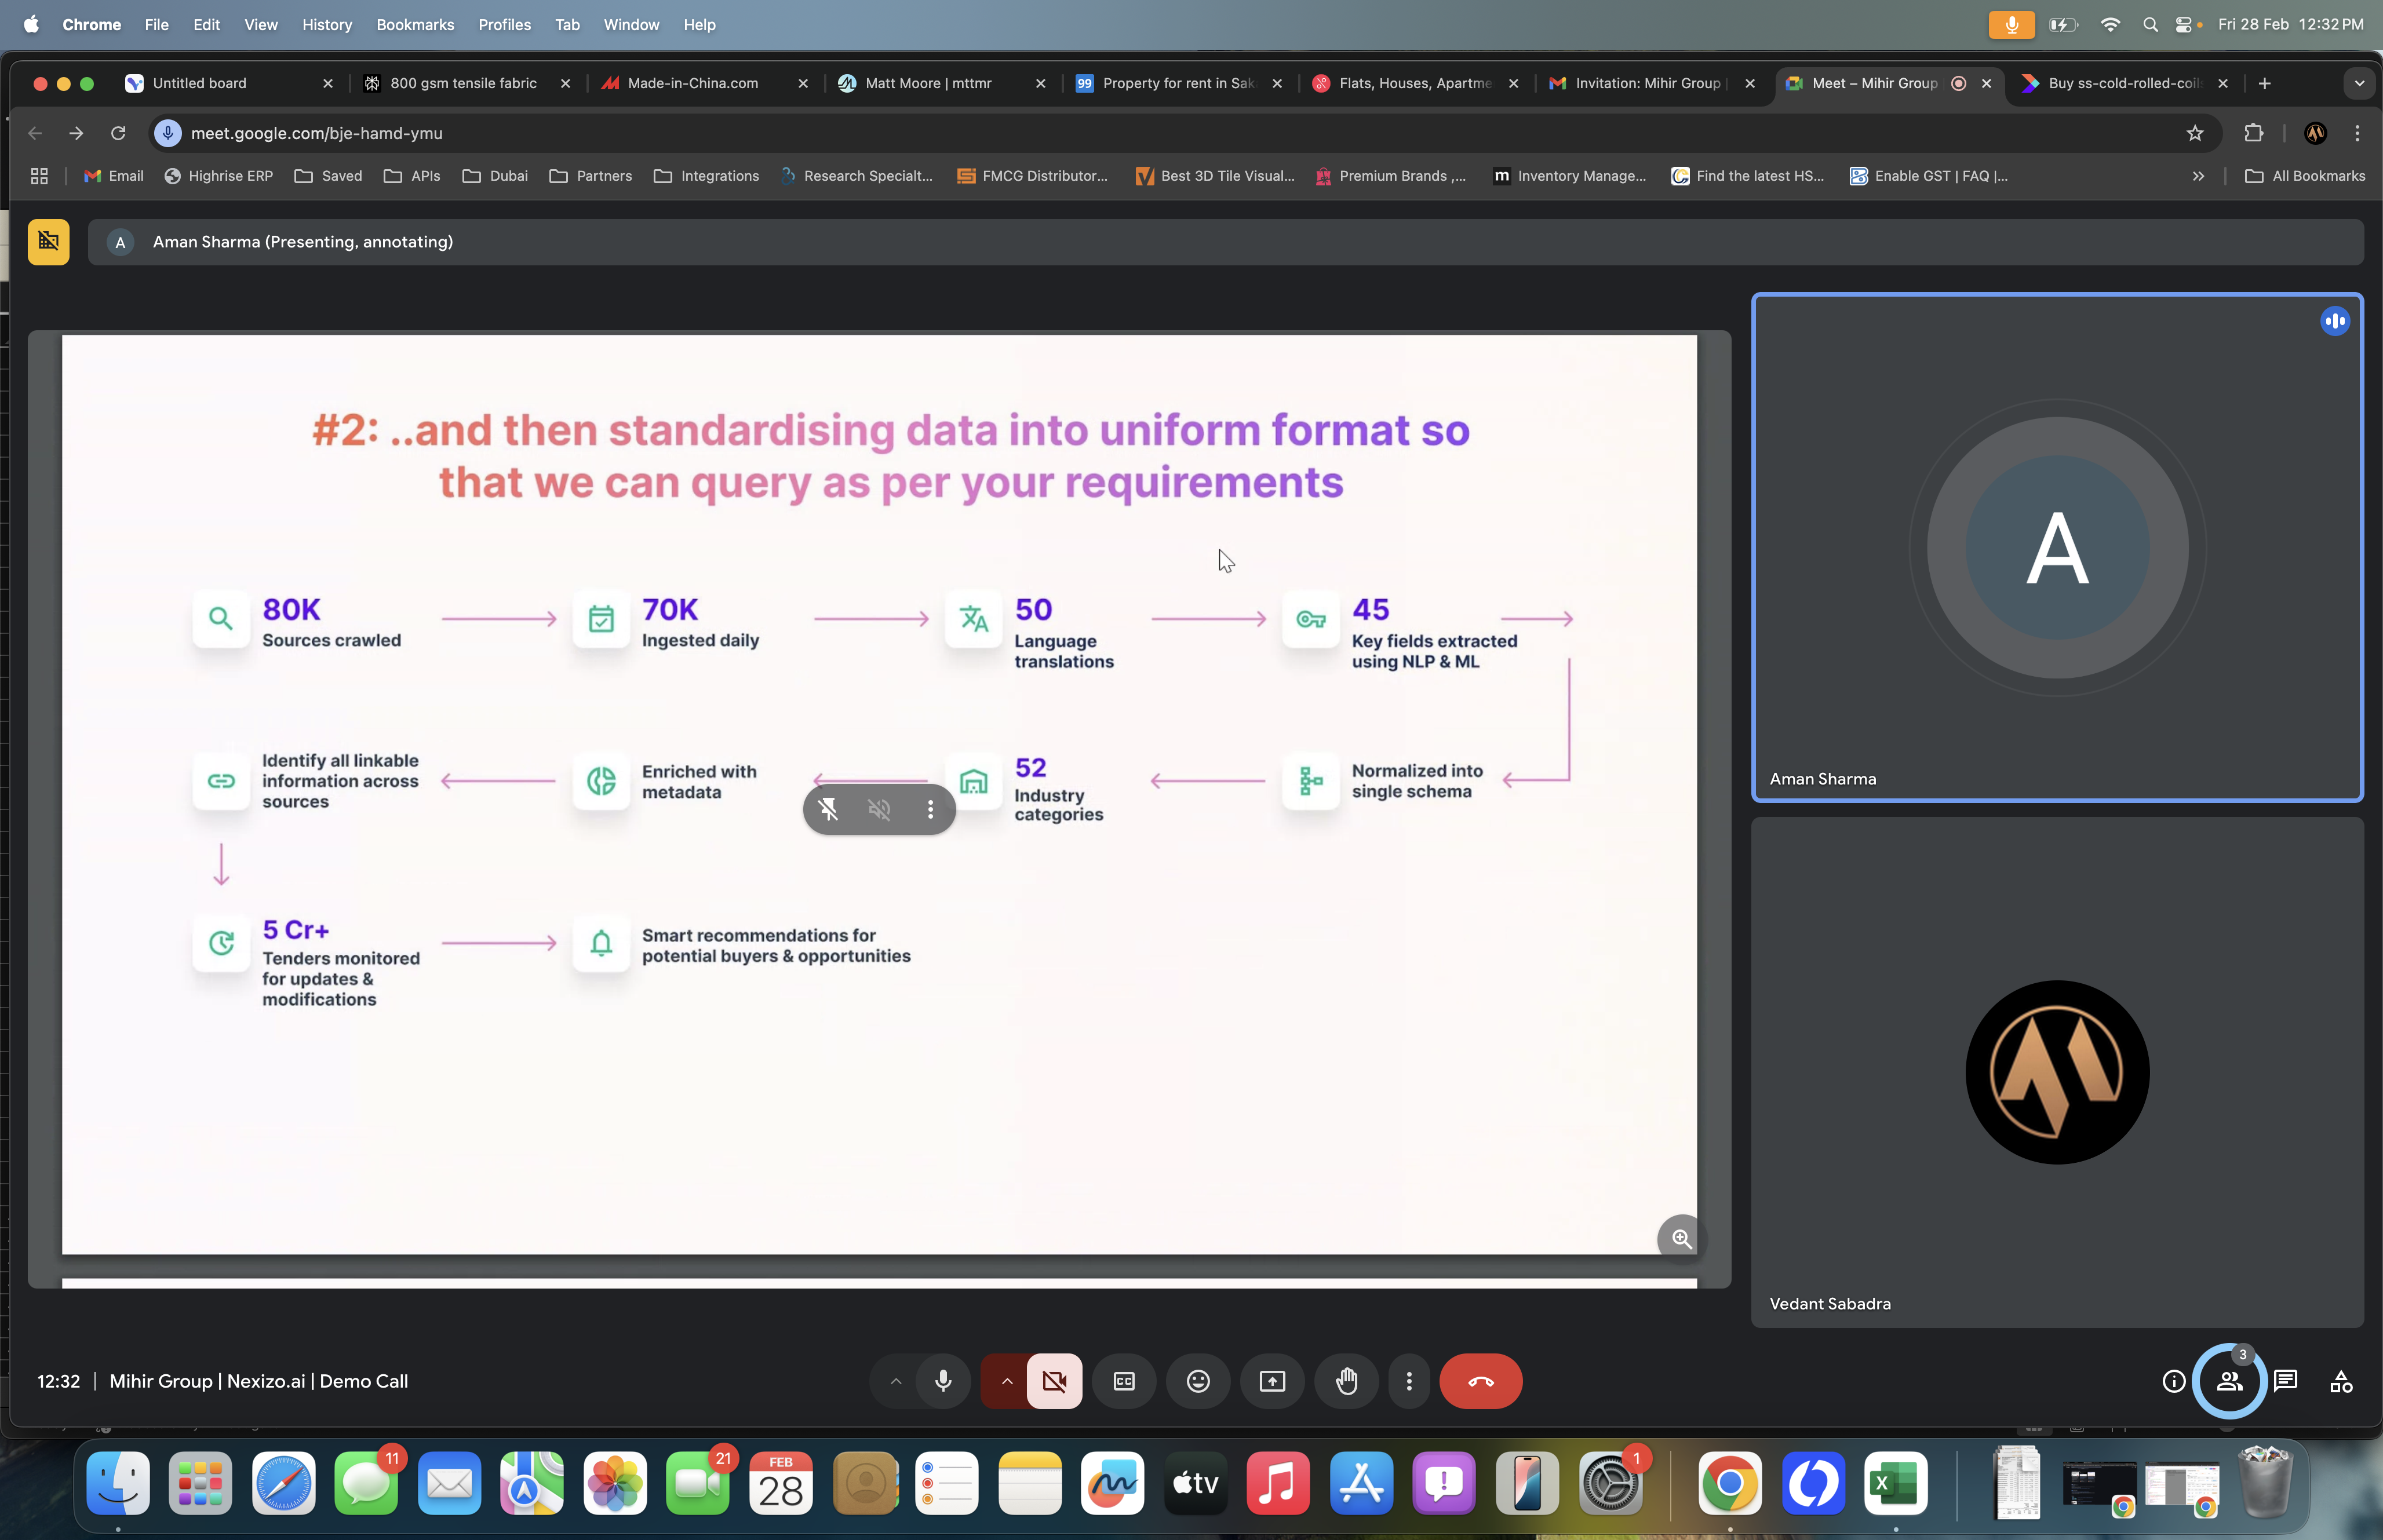 Chrome File Edit View History Bookmarks Profiles Tab Window Help Fri 28 Feb 12:32 PM
Untitled board 800 gsm tensile fabric Made-in-China.com Matt Moore | mttmr 99 Property for rent in Sak Flats, Houses, Apartme Invitation: Mihir Group | Meet – Mihir Group Buy ss-cold-rolled-coil
meet.google.com/bje-hamd-ymu
Email Highrise ERP Saved APIs Dubai Partners Integrations Research Specialt... FMCG Distributor... Best 3D Tile Visual... Premium Brands ,... m Inventory Manage... Find the latest HS... Enable GST | FAQ |... All Bookmarks
A Aman Sharma (Presenting, annotating)
#2: ..and then standardising data into uniform format so
that we can query as per your requirements
80K
Sources crawled
70K
Ingested daily
50
Language
translations
45
Key fields extracted
using NLP & ML
Identify all linkable
information across
sources
Enriched with
metadata
52
Industry
categories
Normalized into
single schema
5 Cr+
Tenders monitored
for updates &
modifications
Smart recommendations for
potential buyers & opportunities
A
Aman Sharma
Vedant Sabadra
12:32 | Mihir Group | Nexizo.ai | Demo Call
CC
3
11
21
FEB
28
tv
1
X